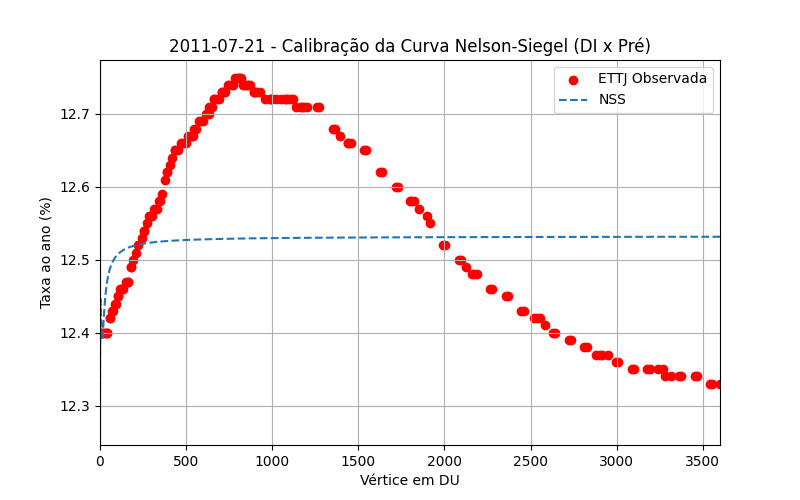 2011-07-21 - Calibração da Curva Nelson-Siegel (DI x Pré)
ETTJ Observada
NSS
Taxa ao ano (%)
12.7
12.6
12.5
12.4
12.3
0 500 1000 1500 2000 2500 3000 3500
Vértice em DU